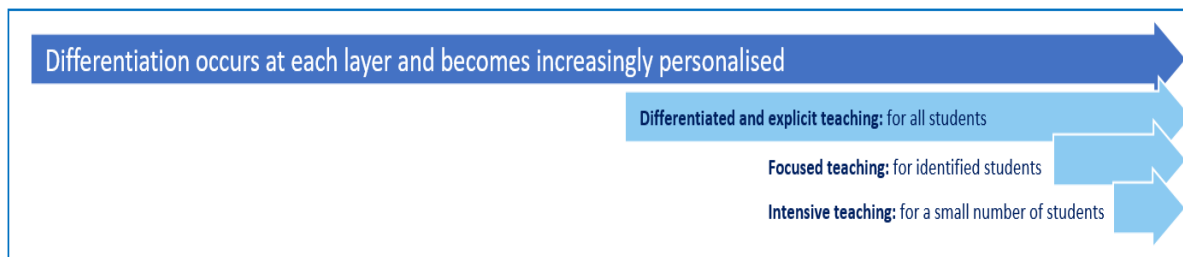 Differentiation occurs at each layer and becomes increasingly personalised
Differentiated and explicit teaching: for all students
Focused teaching: for identified students
Intensive teaching: for a small number of students